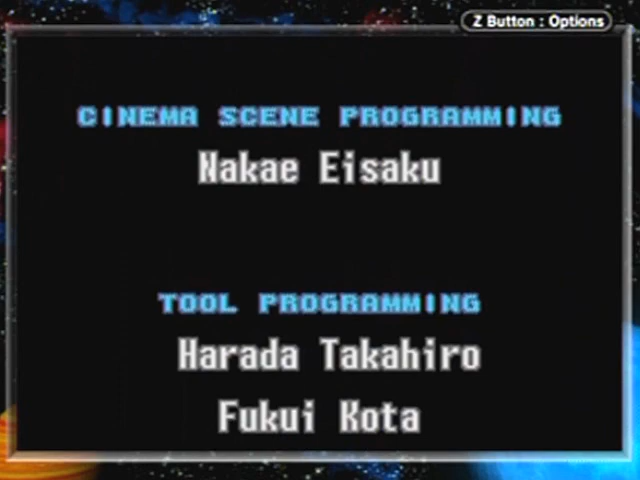 Z Button : Options
CINEMA SCENE PROGRAMMING
Nakae Eisaku
TOOL PROGRAMMING
Harada Takahiro
Fukui Kota